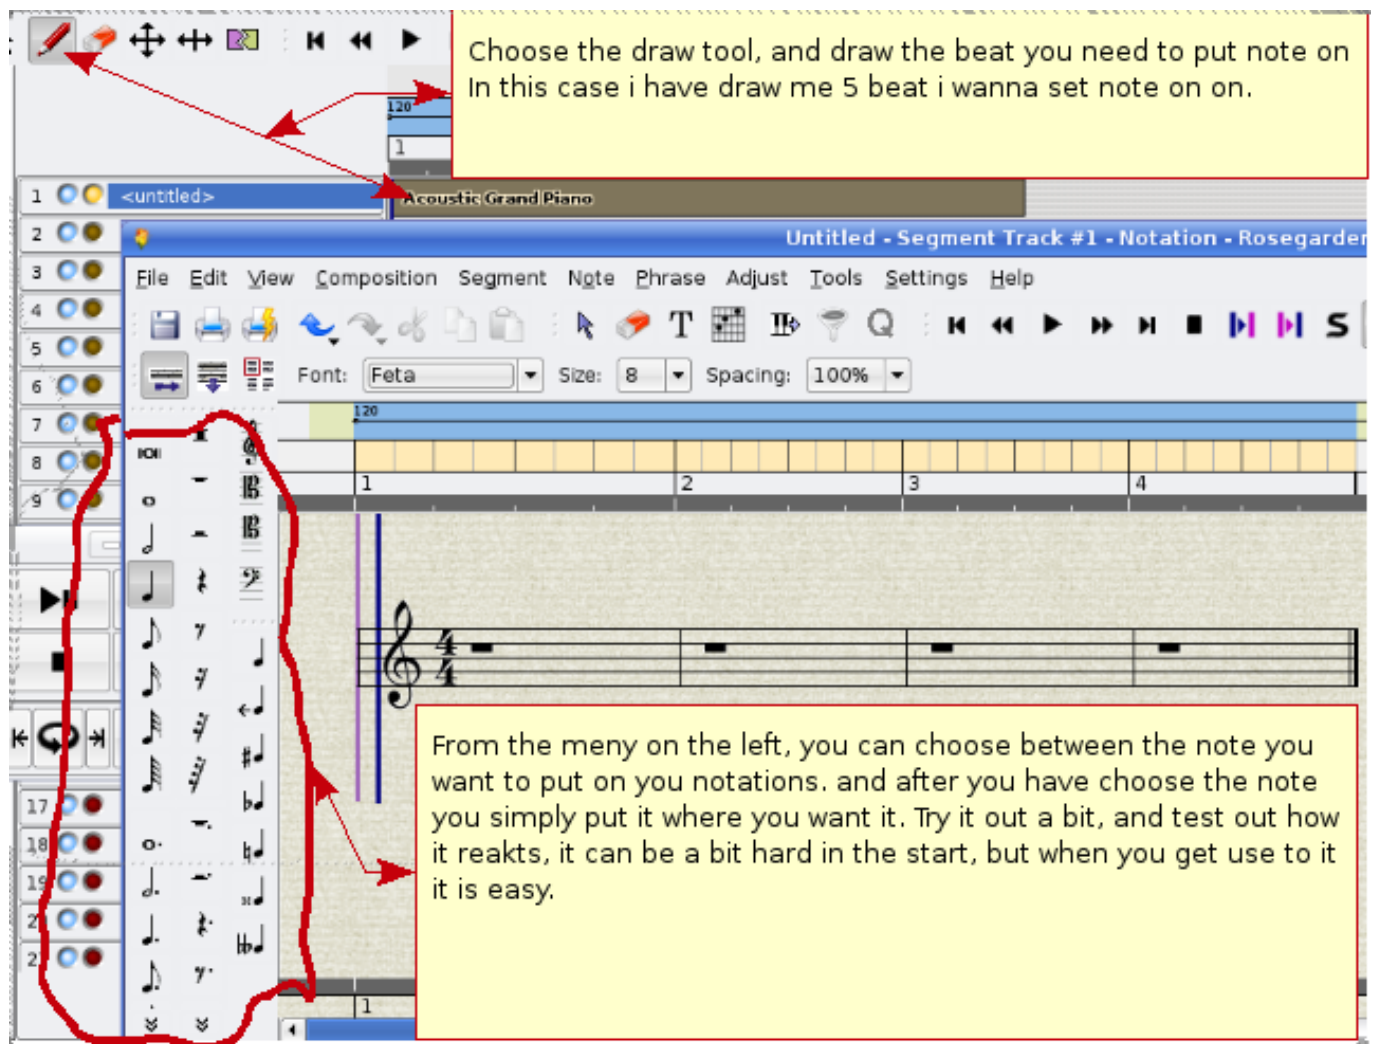 Choose the draw tool, and draw the beat you need to put note on
In this case i have draw me 5 beat i wanna set note on on.
120
1
1 <untitled>
Acoustic Grand Piano
2
Untitled - Segment Track #1 - Notation - Rosegarden
3
File Edit View Composition Segment Note Phrase Adjust Tools Settings Help
4
T
Q
S
5
6
Font: Feta Size: 8 Spacing: 100%
7
120
8
9
1 2 3 4
4
4
From the meny on the left, you can choose between the note you
want to put on you notations. and after you have choose the note
you simply put it where you want it. Try it out a bit, and test out how
it reakts, it can be a bit hard in the start, but when you get use to it
it is easy.
17
18
19
2
2
1